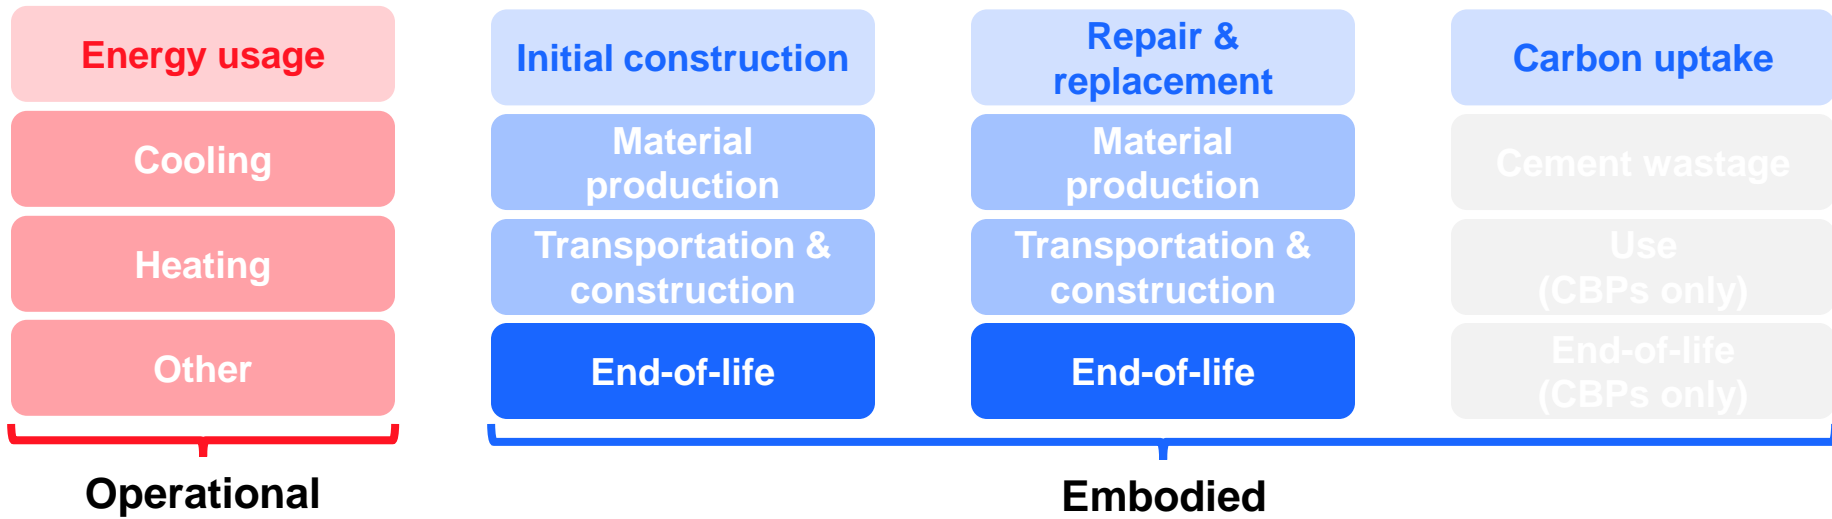 Energy usage
Cooling
Heating
Other
Operational
Initial construction
Material
production
Transportation &
construction
End-of-life
Repair &
replacement
Material
production
Transportation &
construction
End-of-life
Carbon uptake
Cement wastage
Use
(CBPs only)
End-of-life
(CBPs only)
Embodied